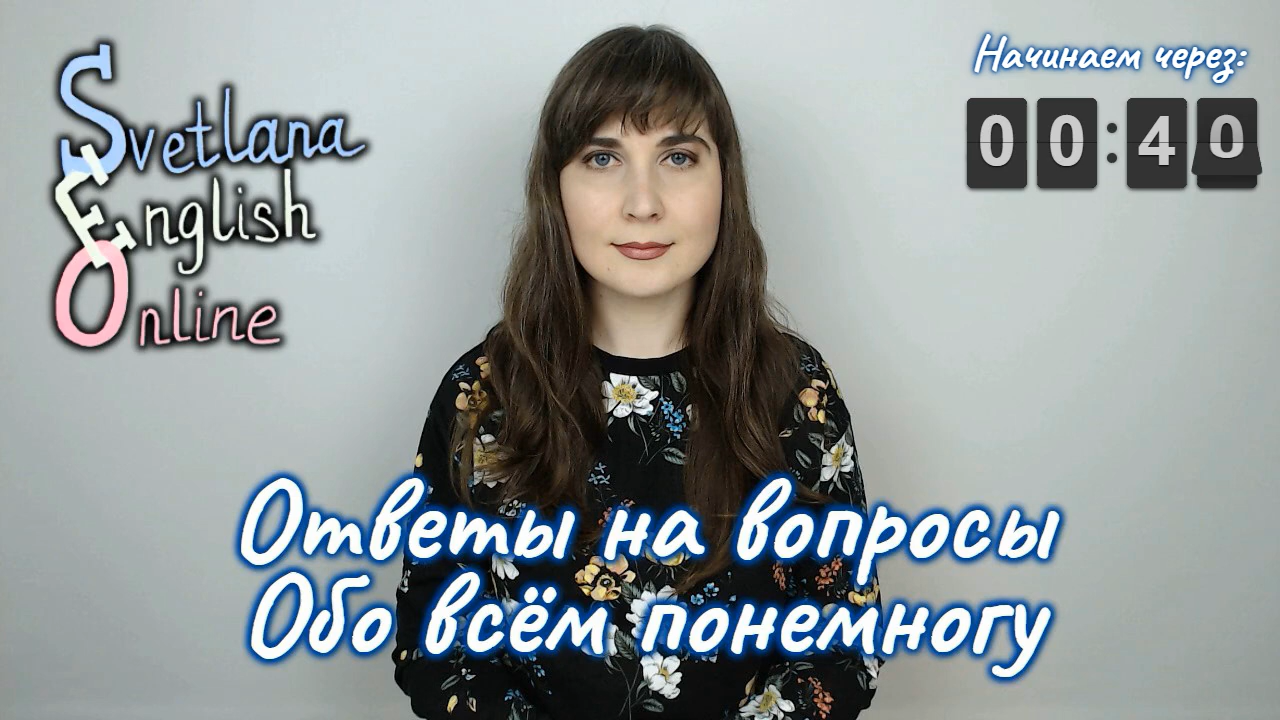 Svetlana
English
Online
Начинаем через:
00:40
Ответы на вопросы
Обо всём понемногу